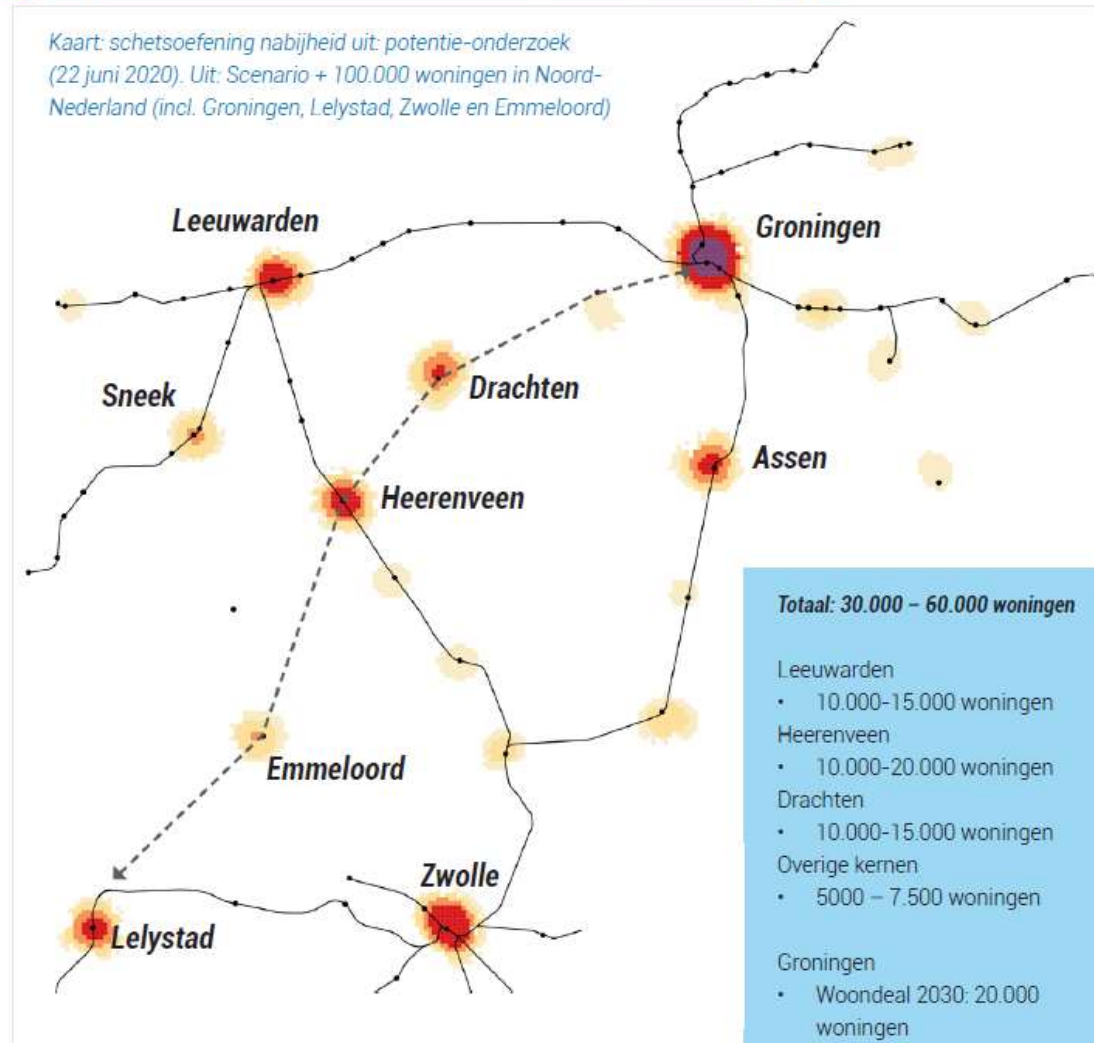 Kaart: schetsoefening nabijheid uit: potentie-onderzoek
(22 juni 2020). Uit: Scenario + 100.000 woningen in Noord-
Nederland (incl. Groningen, Lelystad, Zwolle en Emmeloord)
Leeuwarden
Groningen
Drachten
Sneek
Assen
Heerenveen
Emmeloord
Zwolle
Lelystad
Totaal: 30.000 – 60.000 woningen
Leeuwarden
• 10.000-15.000 woningen
Heerenveen
• 10.000-20.000 woningen
Drachten
• 10.000-15.000 woningen
Overige kernen
• 5000 – 7.500 woningen
Groningen
• Woondeal 2030: 20.000
woningen